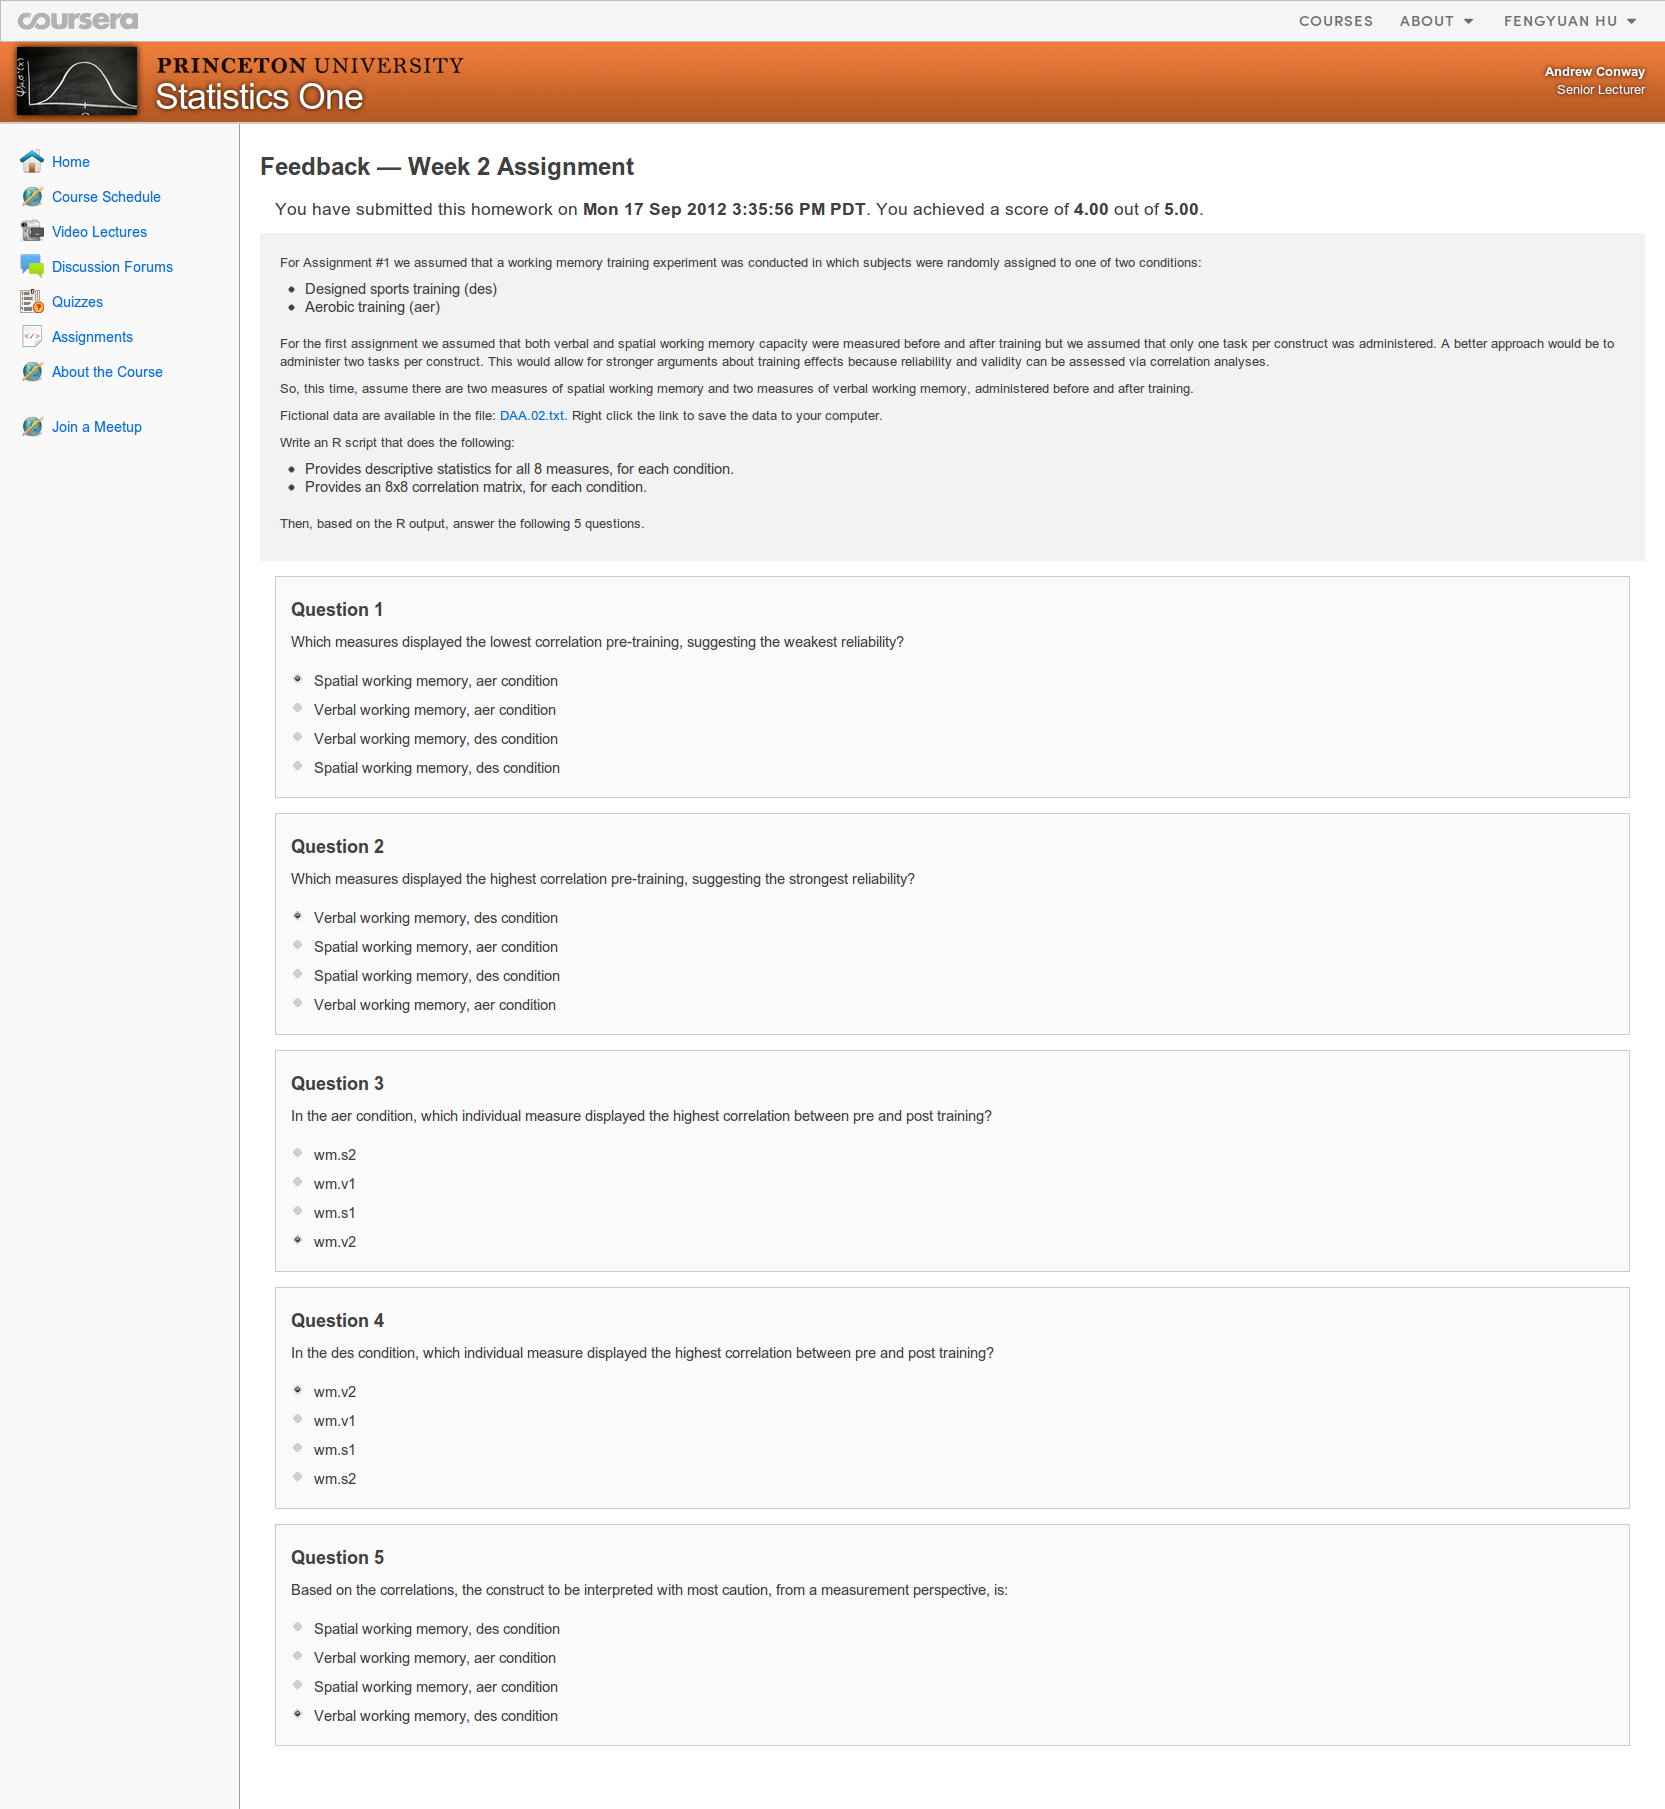 coursera
COURSES ABOUT FENGYUAN HU
PRINCETON UNIVERSITY
Statistics One
Andrew Conway
Senior Lecturer
Home
Course Schedule
Video Lectures
Discussion Forums
Quizzes
Assignments
About the Course
Join a Meetup
Feedback — Week 2 Assignment
You have submitted this homework on Mon 17 Sep 2012 3:35:56 PM PDT. You achieved a score of 4.00 out of 5.00.
For Assignment #1 we assumed that a working memory training experiment was conducted in which subjects were randomly assigned to one of two conditions:
Designed sports training (des)
Aerobic training (aer)
For the first assignment we assumed that both verbal and spatial working memory capacity were measured before and after training but we assumed that only one task per construct was administered. A better approach would be to
administer two tasks per construct. This would allow for stronger arguments about training effects because reliability and validity can be assessed via correlation analyses.
So, this time, assume there are two measures of spatial working memory and two measures of verbal working memory, administered before and after training.
Fictional data are available in the file: DAA.02.txt. Right click the link to save the data to your computer.
Write an R script that does the following:
Provides descriptive statistics for all 8 measures, for each condition.
Provides an 8x8 correlation matrix, for each condition.
Then, based on the R output, answer the following 5 questions.
Question 1
Which measures displayed the lowest correlation pre-training, suggesting the weakest reliability?
Spatial working memory, aer condition
Verbal working memory, aer condition
Verbal working memory, des condition
Spatial working memory, des condition
Question 2
Which measures displayed the highest correlation pre-training, suggesting the strongest reliability?
Verbal working memory, des condition
Spatial working memory, aer condition
Spatial working memory, des condition
Verbal working memory, aer condition
Question 3
In the aer condition, which individual measure displayed the highest correlation between pre and post training?
wm.s2
wm.v1
wm.s1
wm.v2
Question 4
In the des condition, which individual measure displayed the highest correlation between pre and post training?
wm.v2
wm.v1
wm.s1
wm.s2
Question 5
Based on the correlations, the construct to be interpreted with most caution, from a measurement perspective, is:
Spatial working memory, des condition
Verbal working memory, aer condition
Spatial working memory, aer condition
Verbal working memory, des condition